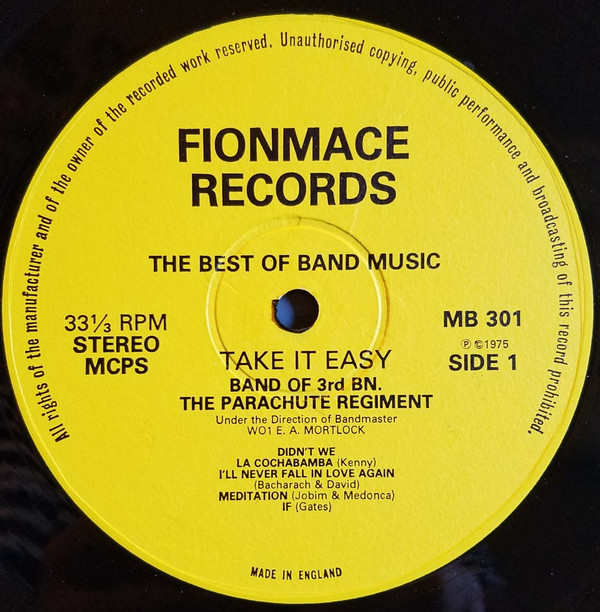 All rights of the manufacturer and of the owner of the recorded work reserved. Unauthorised copying, public performance and broadcasting of this record prohibited.
FIONMACE
RECORDS
THE BEST OF BAND MUSIC
33⅓ RPM
STEREO
MCPS
MB 301
℗ ©1975
SIDE 1
TAKE IT EASY
BAND OF 3rd BN.
THE PARACHUTE REGIMENT
Under the Direction of Bandmaster
WO1 E. A. MORTLOCK
DIDN'T WE
LA COCHABAMBA (Kenny)
I'LL NEVER FALL IN LOVE AGAIN
(Bacharach & David)
MEDITATION (Jobim & Medonca)
IF (Gates)
MADE IN ENGLAND